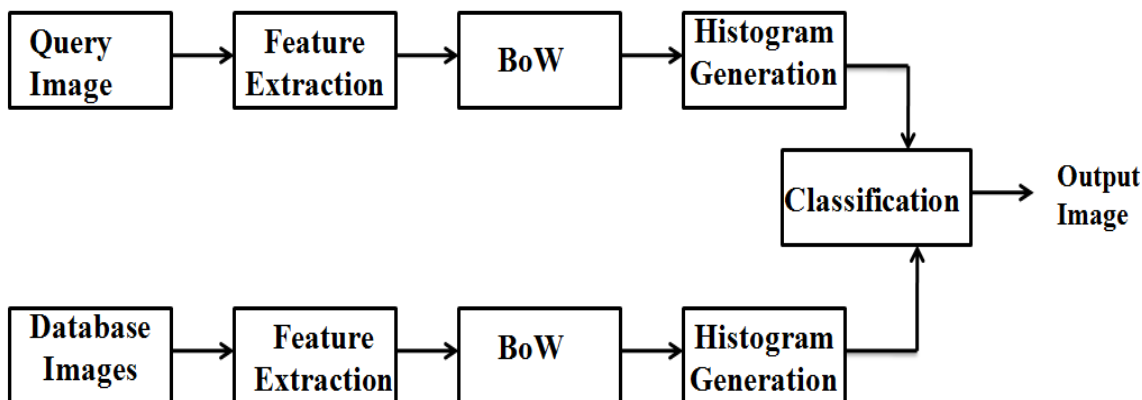 Query
Image
Feature
Extraction
BoW
Histogram
Generation
Classification
Output
Image
Database
Images
Feature
Extraction
BoW
Histogram
Generation